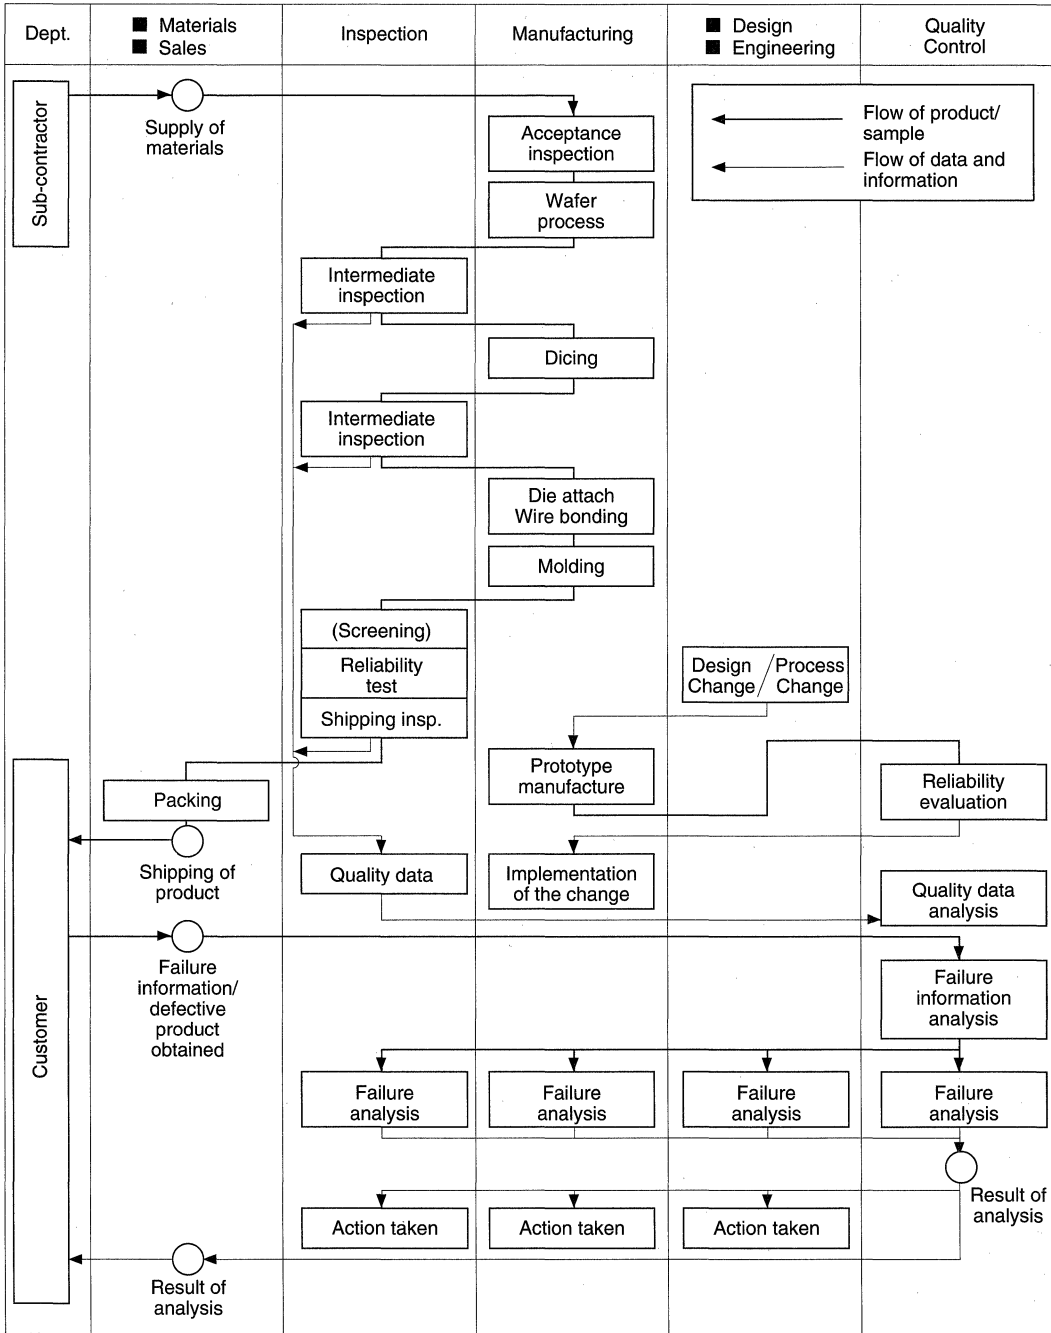 Dept.
■ Materials
■ Sales
Inspection
Manufacturing
■ Design
■ Engineering
Quality
Control
Sub-contractor
Supply of
materials
Acceptance
inspection
Flow of product/
sample
Flow of data and
information
Wafer
process
Intermediate
inspection
Dicing
Intermediate
inspection
Die attach
Wire bonding
Molding
(Screening)
Reliability
test
Shipping insp.
Design
Change
/
Process
Change
Prototype
manufacture
Reliability
evaluation
Packing
Shipping of
product
Quality data
Implementation
of the change
Quality data
analysis
Customer
Failure
information/
defective
product
obtained
Failure
information
analysis
Failure
analysis
Failure
analysis
Failure
analysis
Failure
analysis
Result of
analysis
Action taken
Action taken
Action taken
Result of
analysis